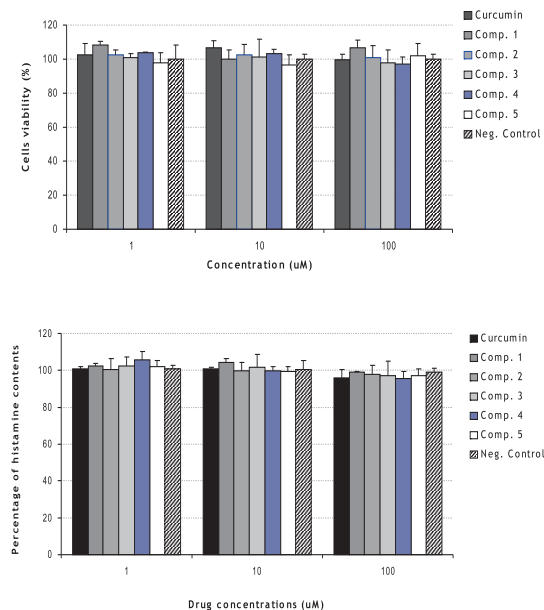 120
100
80
60
40
20
0
Cells viability (%)
1
10
100
Concentration (uM)
Curcumin
Comp. 1
Comp. 2
Comp. 3
Comp. 4
Comp. 5
Neg. Control
120
100
80
60
40
20
0
Percentage of histamine contents
1
10
100
Drug concentrations (uM)
Curcumin
Comp. 1
Comp. 2
Comp. 3
Comp. 4
Comp. 5
Neg. Control